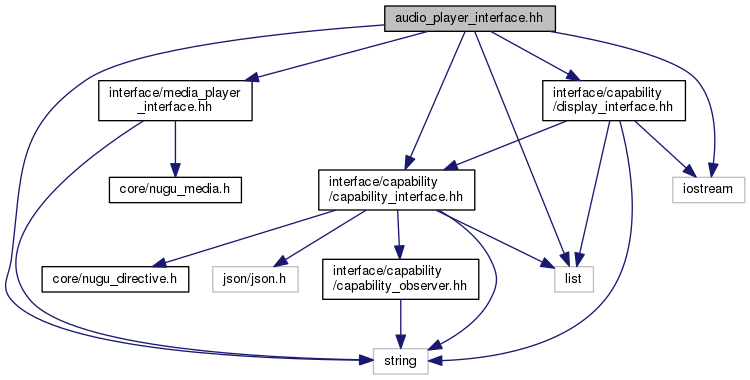 audio_player_interface.hh
interface/media_player
_interface.hh
interface/capability
/display_interface.hh
core/nugu_media.h
interface/capability
/capability_interface.hh
iostream
core/nugu_directive.h
json/json.h
interface/capability
/capability_observer.hh
list
string